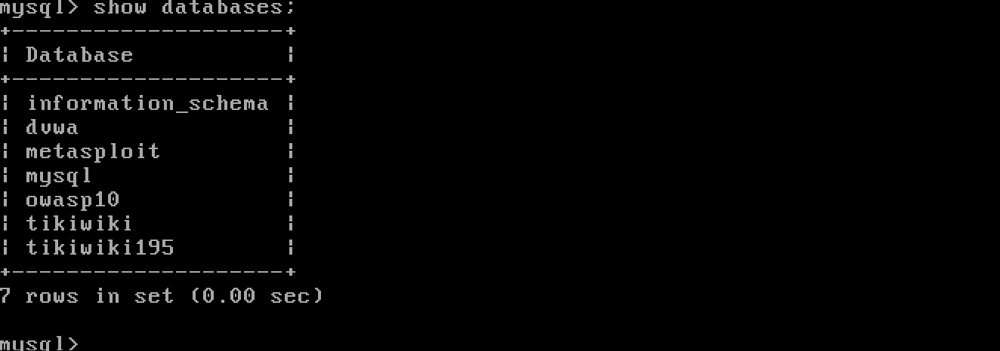 mysql> show databases;
+--------------------+
| Database           |
+--------------------+
| information_schema |
| dvwa               |
| metasploit         |
| mysql              |
| owasp10            |
| tikiwiki           |
| tikiwiki195        |
+--------------------+
7 rows in set (0.00 sec)
mysql>